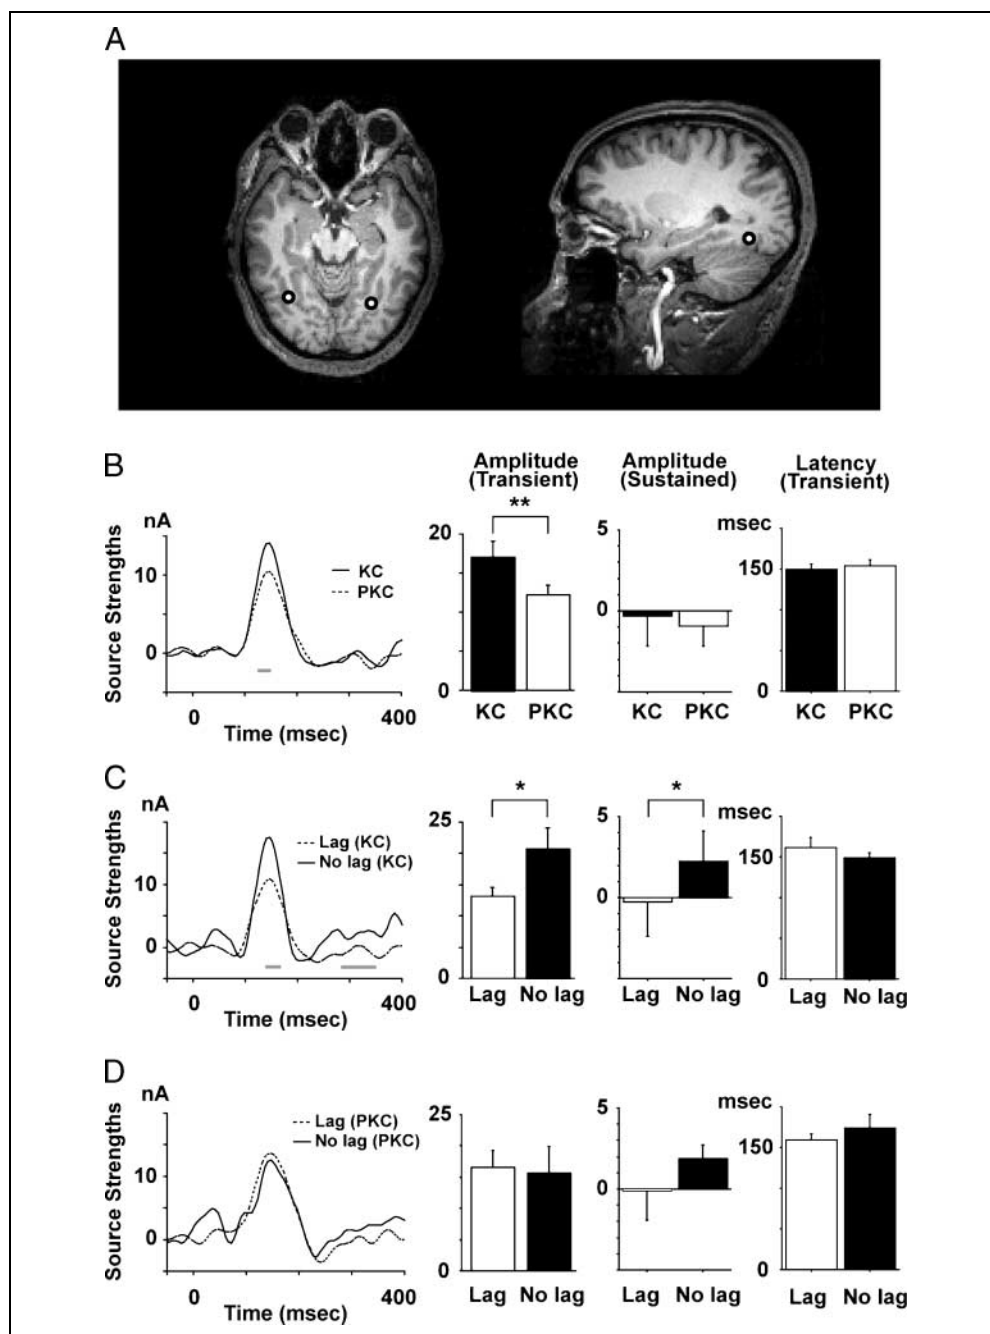 A
B
Amplitude (Transient)
Amplitude (Sustained)
Latency (Transient)
nA
10
0
Source Strengths
KC
PKC
0
400
Time (msec)
**
20
0
KC
PKC
5
0
KC
PKC
msec
150
0
KC
PKC
C
nA
10
0
Source Strengths
Lag (KC)
No lag (KC)
0
400
Time (msec)
*
25
0
Lag
No lag
*
5
0
Lag
No lag
msec
150
0
Lag
No lag
D
nA
10
0
Source Strengths
Lag (PKC)
No lag (PKC)
0
400
Time (msec)
25
0
Lag
No lag
5
0
Lag
No lag
msec
150
0
Lag
No lag